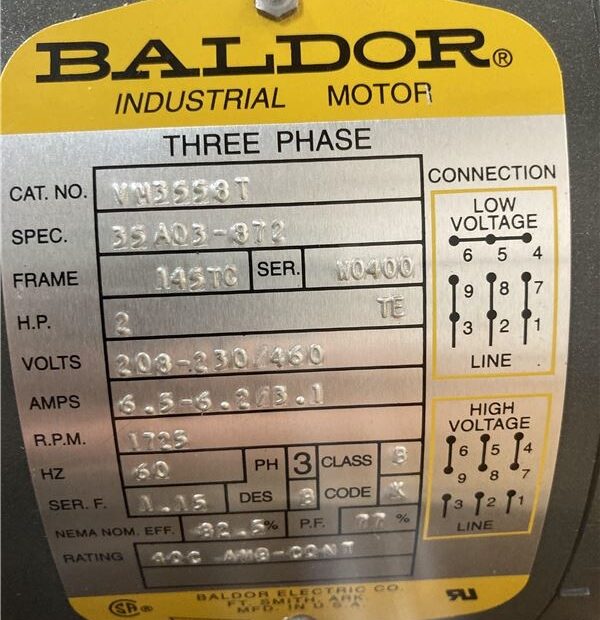 BALDOR®
INDUSTRIAL MOTOR
THREE PHASE
CAT. NO. VM3558T
SPEC. 35A03-872
FRAME 145TC SER. W0400
H.P. 2 TE
VOLTS 208-230/460
AMPS 6.5-6.2/3.1
R.P.M. 1725
HZ 60 PH 3 CLASS B
SER. F. 1.15 DES B CODE K
NEMA NOM. EFF. 82.5% P.F. 77 %
RATING 40C AMB-CONT
BALDOR ELECTRIC CO.
FT. SMITH, ARK
MFD. IN U.S.A.
CONNECTION
LOW
VOLTAGE
6 5 4
9 8 7
3 2 1
LINE
HIGH
VOLTAGE
6 5 4
9 8 7
3 2 1
LINE